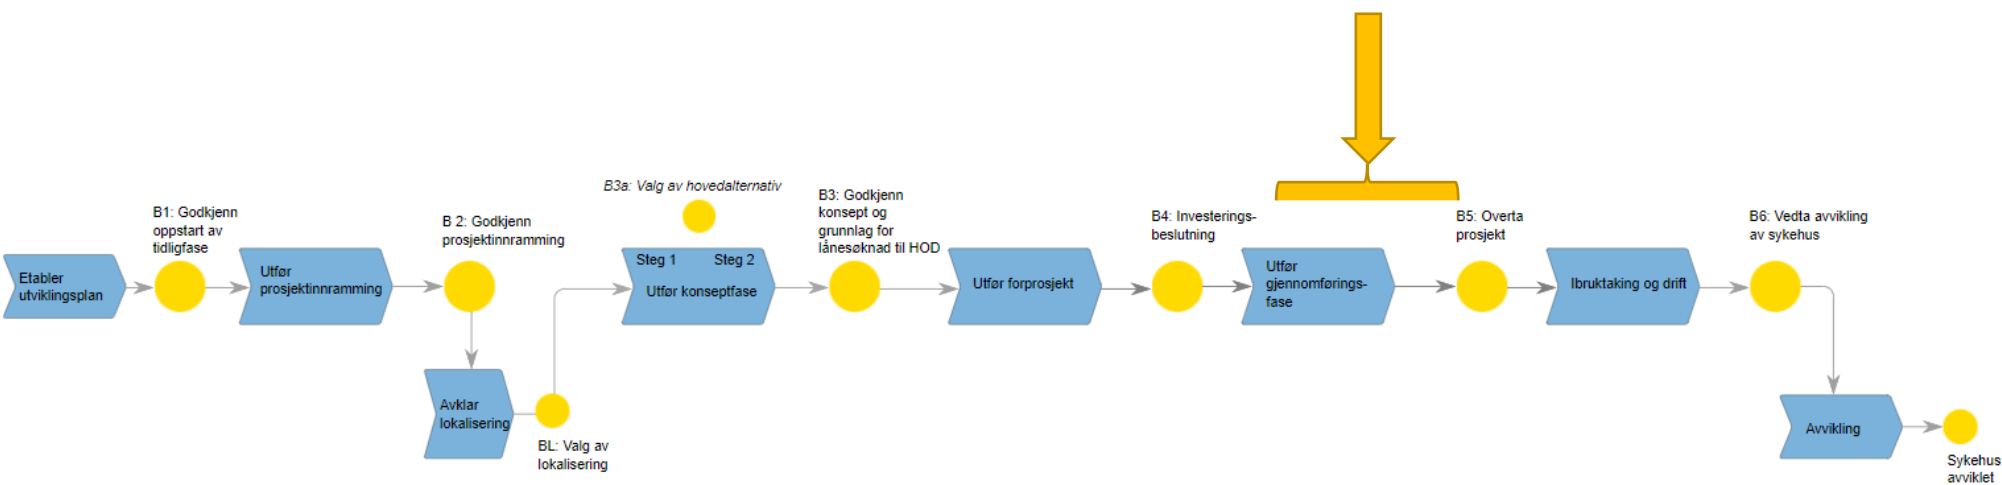 Etabler
utviklingsplan
B1: Godkjenn
oppstart av
tidligfase
Utfør
prosjektinnramming
B 2: Godkjenn
prosjektinnramming
Avklar
lokalisering
BL: Valg av
lokalisering
B3a: Valg av hovedalternativ
Steg 1 Steg 2
Utfør konseptfase
B3: Godkjenn
konsept og
grunnlag for
lånesøknad til HOD
Utfør forprosjekt
B4: Investerings-
beslutning
Utfør
gjennomførings-
fase
B5: Overta
prosjekt
Ibruktaking og drift
B6: Vedta avvikling
av sykehus
Avvikling
Sykehus
avviklet